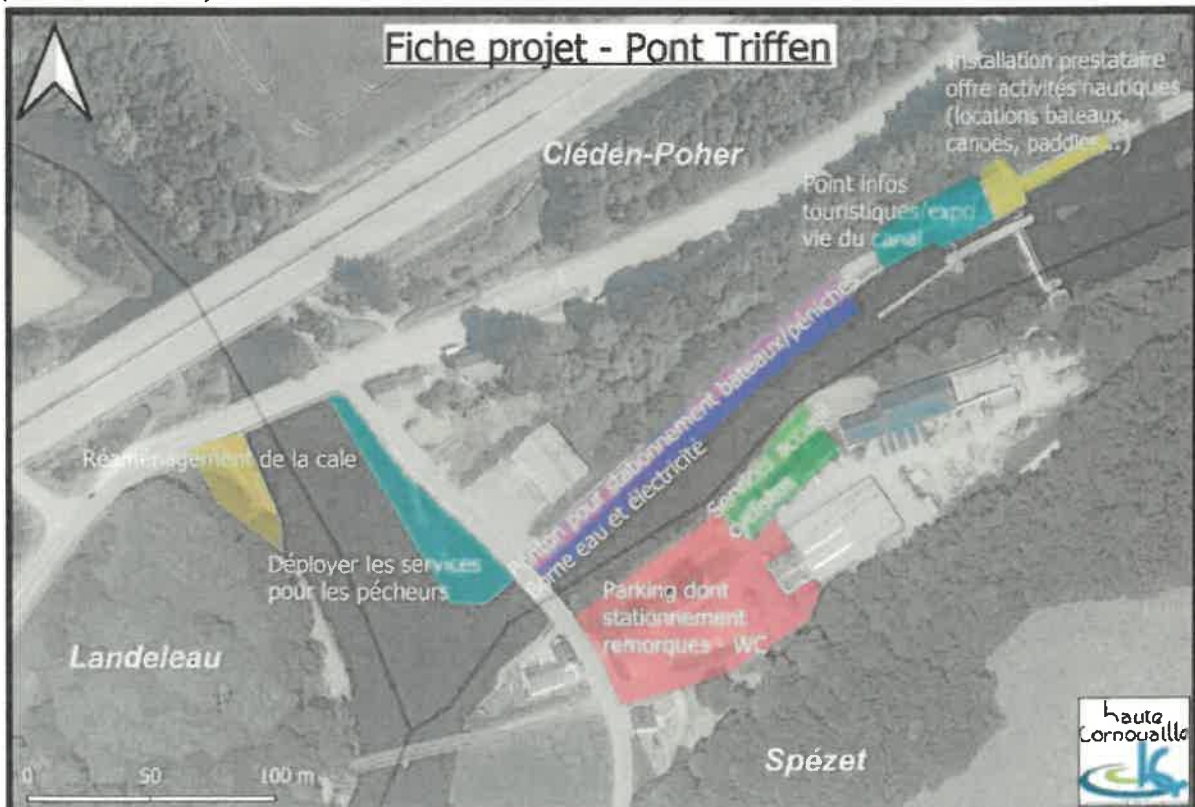 Fiche projet - Pont Triffen
Installation prestataire
offre activités nautiques
(locations bateaux,
canoés, paddles...)
Cléden-Poher
Point infos
touristiques/expo
vie du canal
Ponton pour stationnement bateaux/péniches
Borne eau et électricité
Réaménagement de la cale
Déployer les services
pour les pécheurs
Parking dont
stationnement
remorques - WC
Landeleau
Spézet
0 50 100 m
haute
Cornouaille